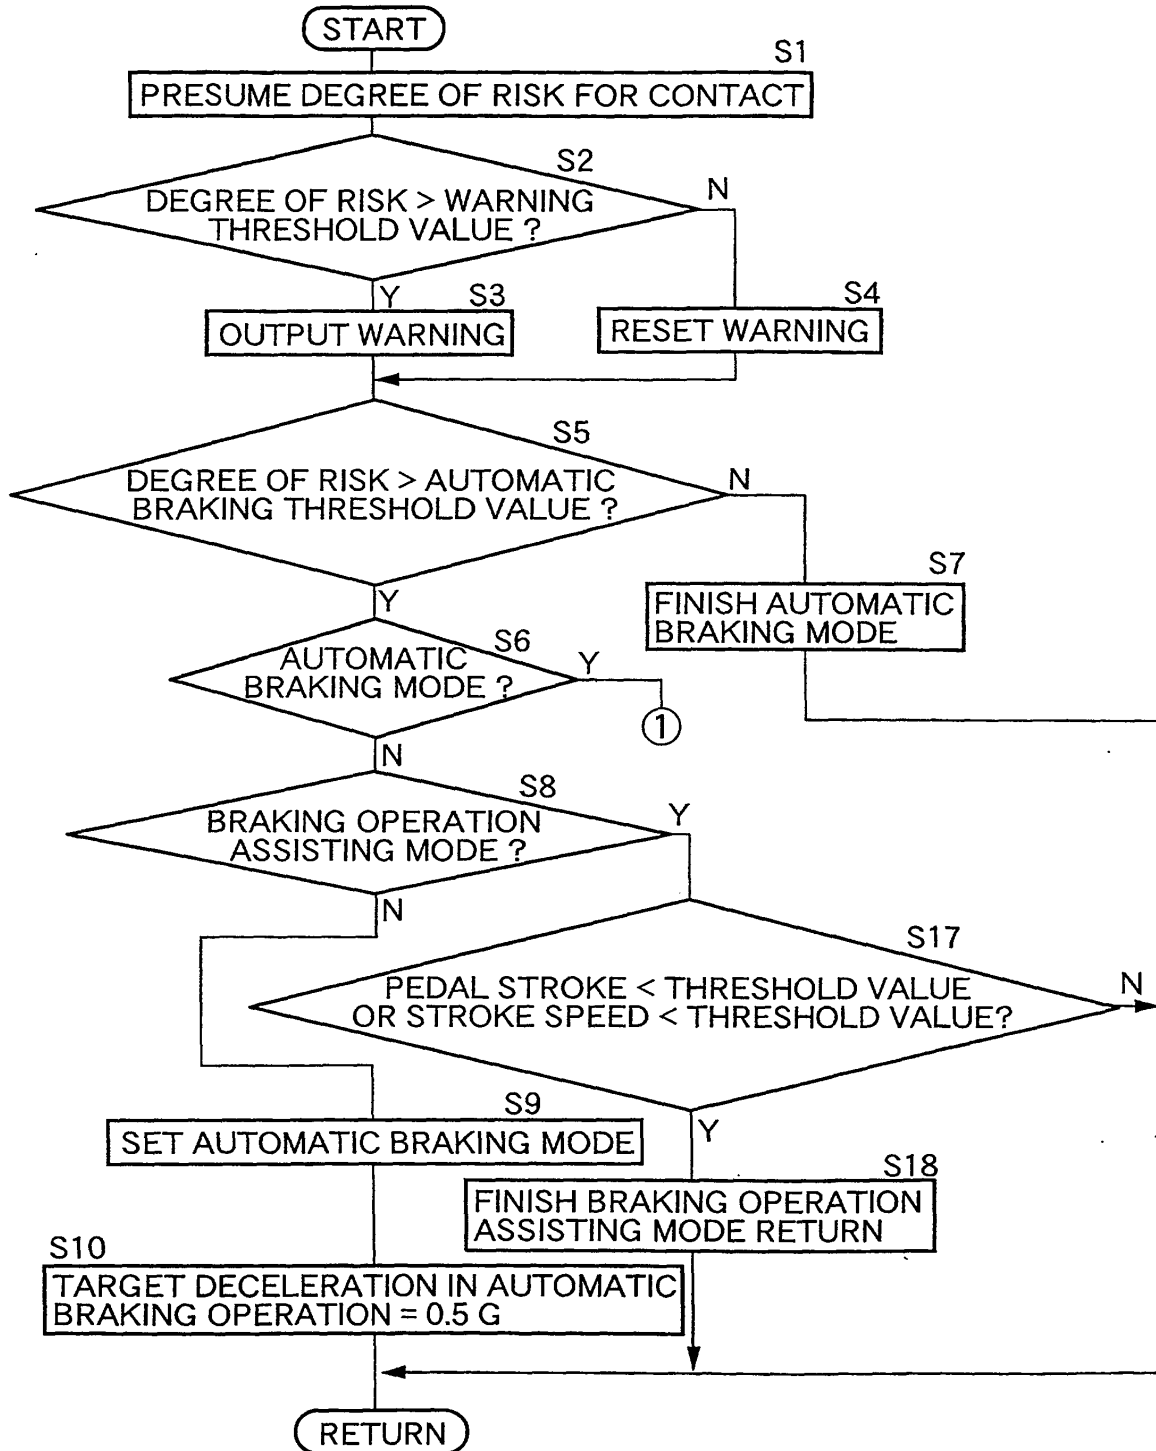 START
S1
PRESUME DEGREE OF RISK FOR CONTACT
S2
DEGREE OF RISK > WARNING
THRESHOLD VALUE ?
N
Y
S3
OUTPUT WARNING
S4
RESET WARNING
S5
DEGREE OF RISK > AUTOMATIC
BRAKING THRESHOLD VALUE ?
N
Y
S7
FINISH AUTOMATIC
BRAKING MODE
S6
AUTOMATIC
BRAKING MODE ?
Y
1
N
S8
BRAKING OPERATION
ASSISTING MODE ?
Y
N
S17
PEDAL STROKE < THRESHOLD VALUE
OR STROKE SPEED < THRESHOLD VALUE?
N
Y
S9
SET AUTOMATIC BRAKING MODE
S18
FINISH BRAKING OPERATION
ASSISTING MODE RETURN
S10
TARGET DECELERATION IN AUTOMATIC
BRAKING OPERATION = 0.5 G
RETURN